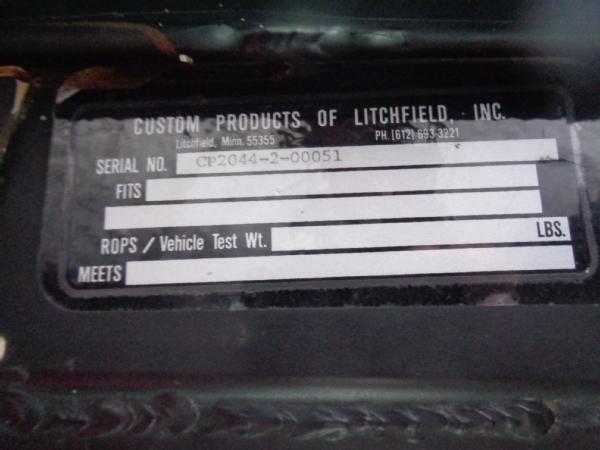 CUSTOM PRODUCTS OF LITCHFIELD, INC.
Litchfield, Minn. 55355 PH. (612) 693-3221
SERIAL NO. CP2044-2-00051
FITS
ROPS / Vehicle Test Wt. LBS.
MEETS